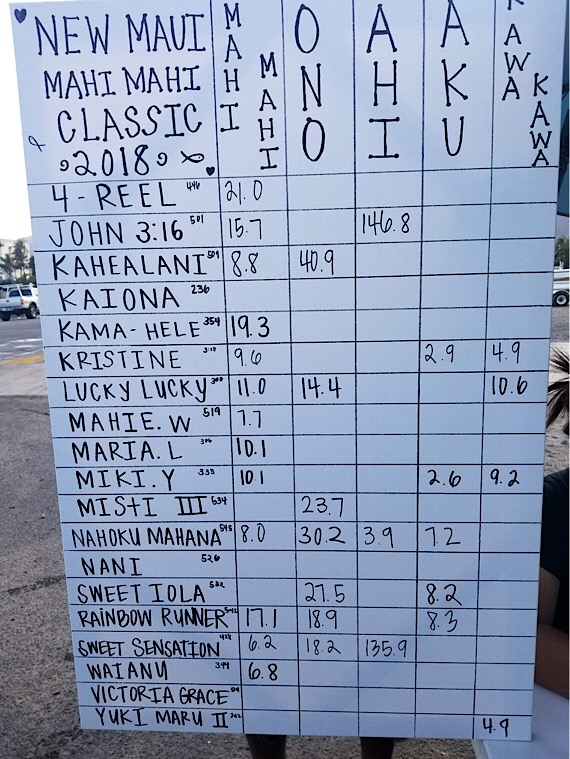 NEW MAUI
MAHI MAHI
CLASSIC
2018
MAHI MAHI ONO AHI AKU KAWA KAWA
4-REEL 446 21.0
JOHN 3:16 501 15.7 146.8
KAHEALANI 509 8.8 40.9
KAIONA 236
KAMA-HELE 354 19.3
KRISTINE 9.6 2.9 4.9
LUCKY LUCKY 11.0 14.4 10.6
MAHIE.W 519 7.7
MARIA.L 10.1
MIKI.Y 333 10.1 2.6 9.2
MISTI III 534 23.7
NAHOKU MAHANA 545 8.0 30.2 3.9 7.2
NANI 526
SWEET IOLA 27.5 8.2
RAINBOW RUNNER 17.1 18.9 8.3
SWEET SENSATION 6.2 18.2 135.9
WAIANU 6.8
VICTORIA GRACE
YUKI MARU II 4.9